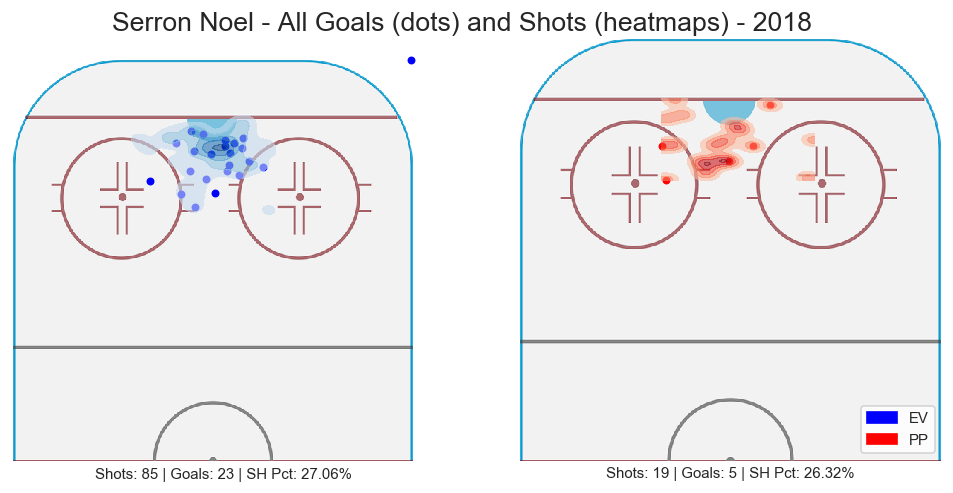 Serron Noel - All Goals (dots) and Shots (heatmaps) - 2018
EV
PP
Shots: 85 | Goals: 23 | SH Pct: 27.06%
Shots: 19 | Goals: 5 | SH Pct: 26.32%